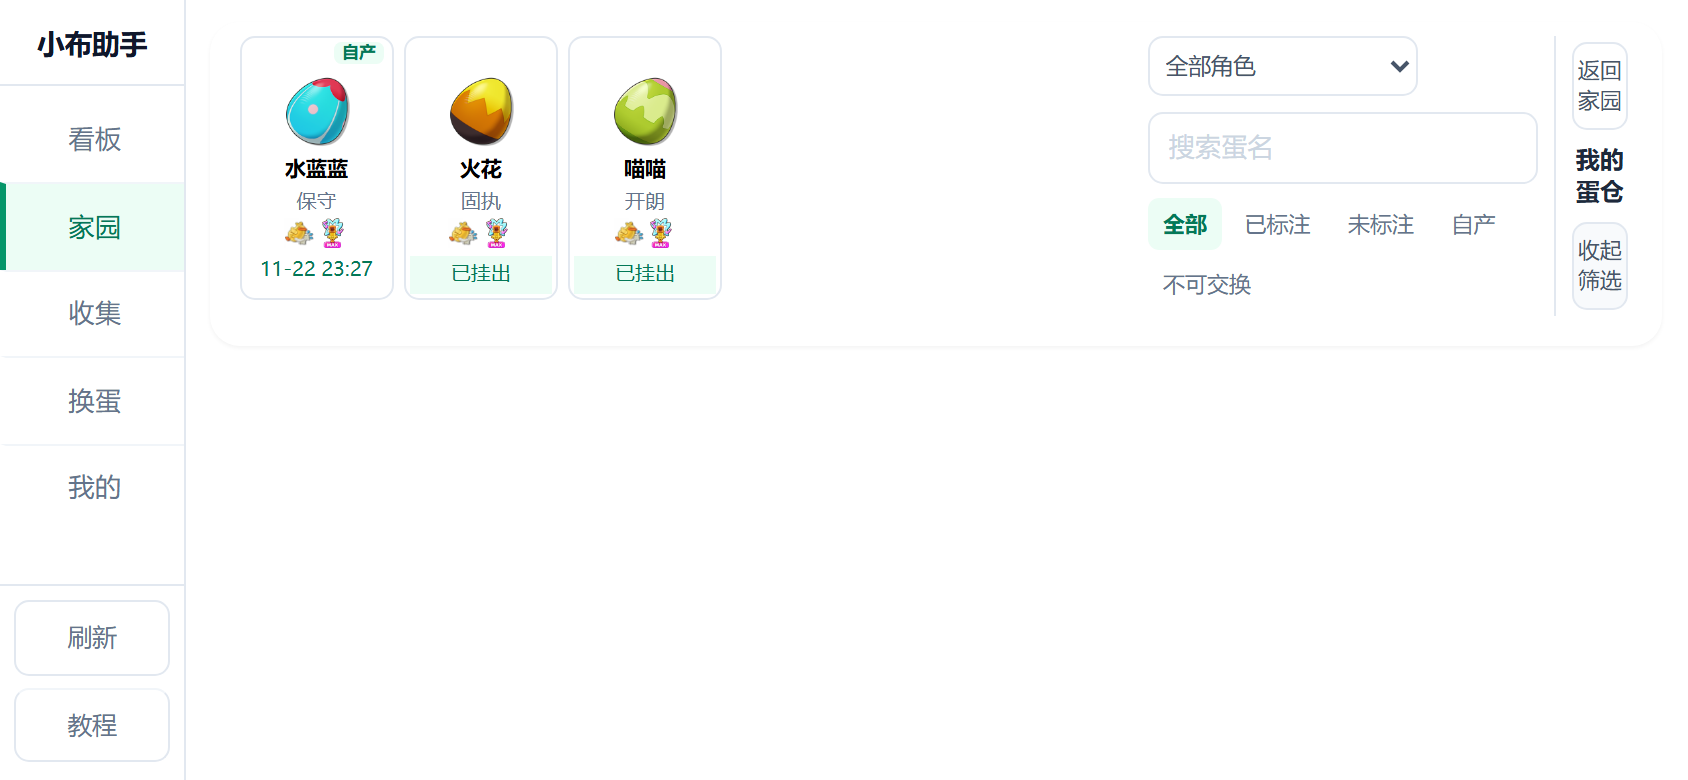 小布助手
看板
家园
收集
换蛋
我的
刷新
教程
自产
水蓝蓝
保守
MAX
11-22 23:27
火花
固执
MAX
已挂出
喵喵
开朗
MAX
已挂出
全部角色
搜索蛋名
全部 已标注 未标注 自产
不可交换
返回
家园
我的
蛋仓
收起
筛选